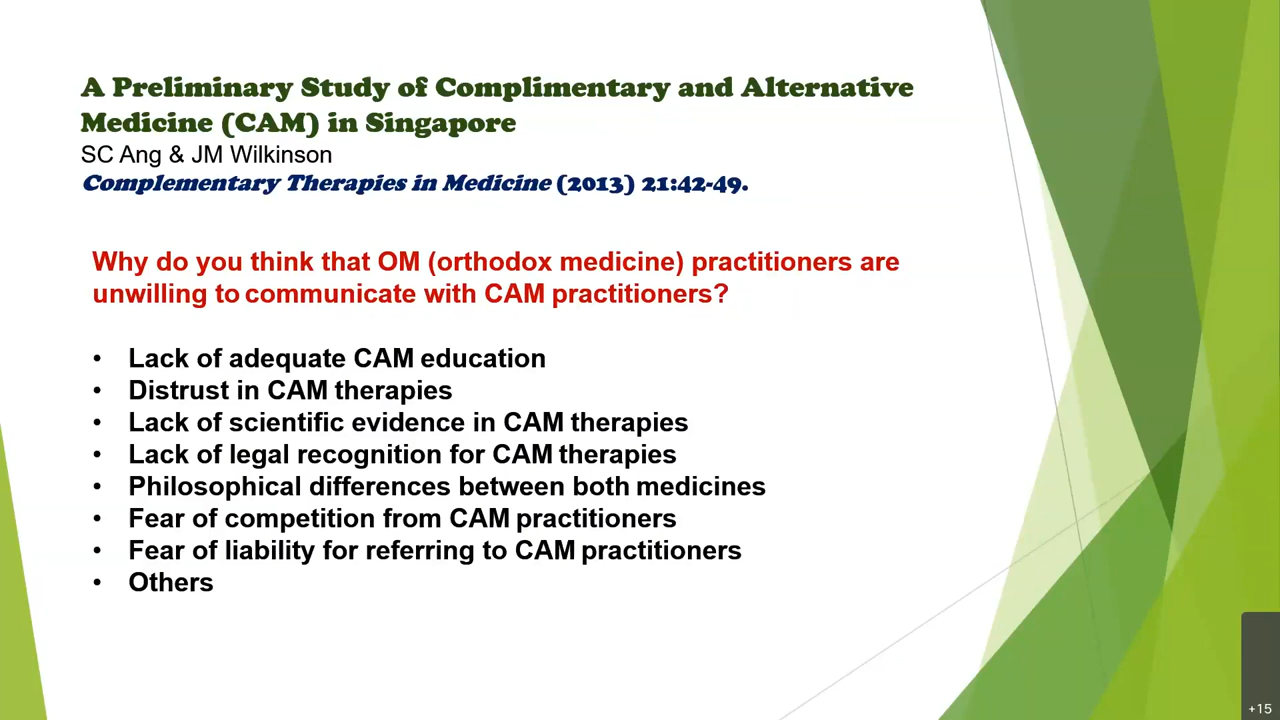 A Preliminary Study of Complimentary and Alternative
Medicine (CAM) in Singapore
SC Ang & JM Wilkinson
Complementary Therapies in Medicine (2013) 21:42-49.
Why do you think that OM (orthodox medicine) practitioners are
unwilling to communicate with CAM practitioners?
• Lack of adequate CAM education
• Distrust in CAM therapies
• Lack of scientific evidence in CAM therapies
• Lack of legal recognition for CAM therapies
• Philosophical differences between both medicines
• Fear of competition from CAM practitioners
• Fear of liability for referring to CAM practitioners
• Others
+15